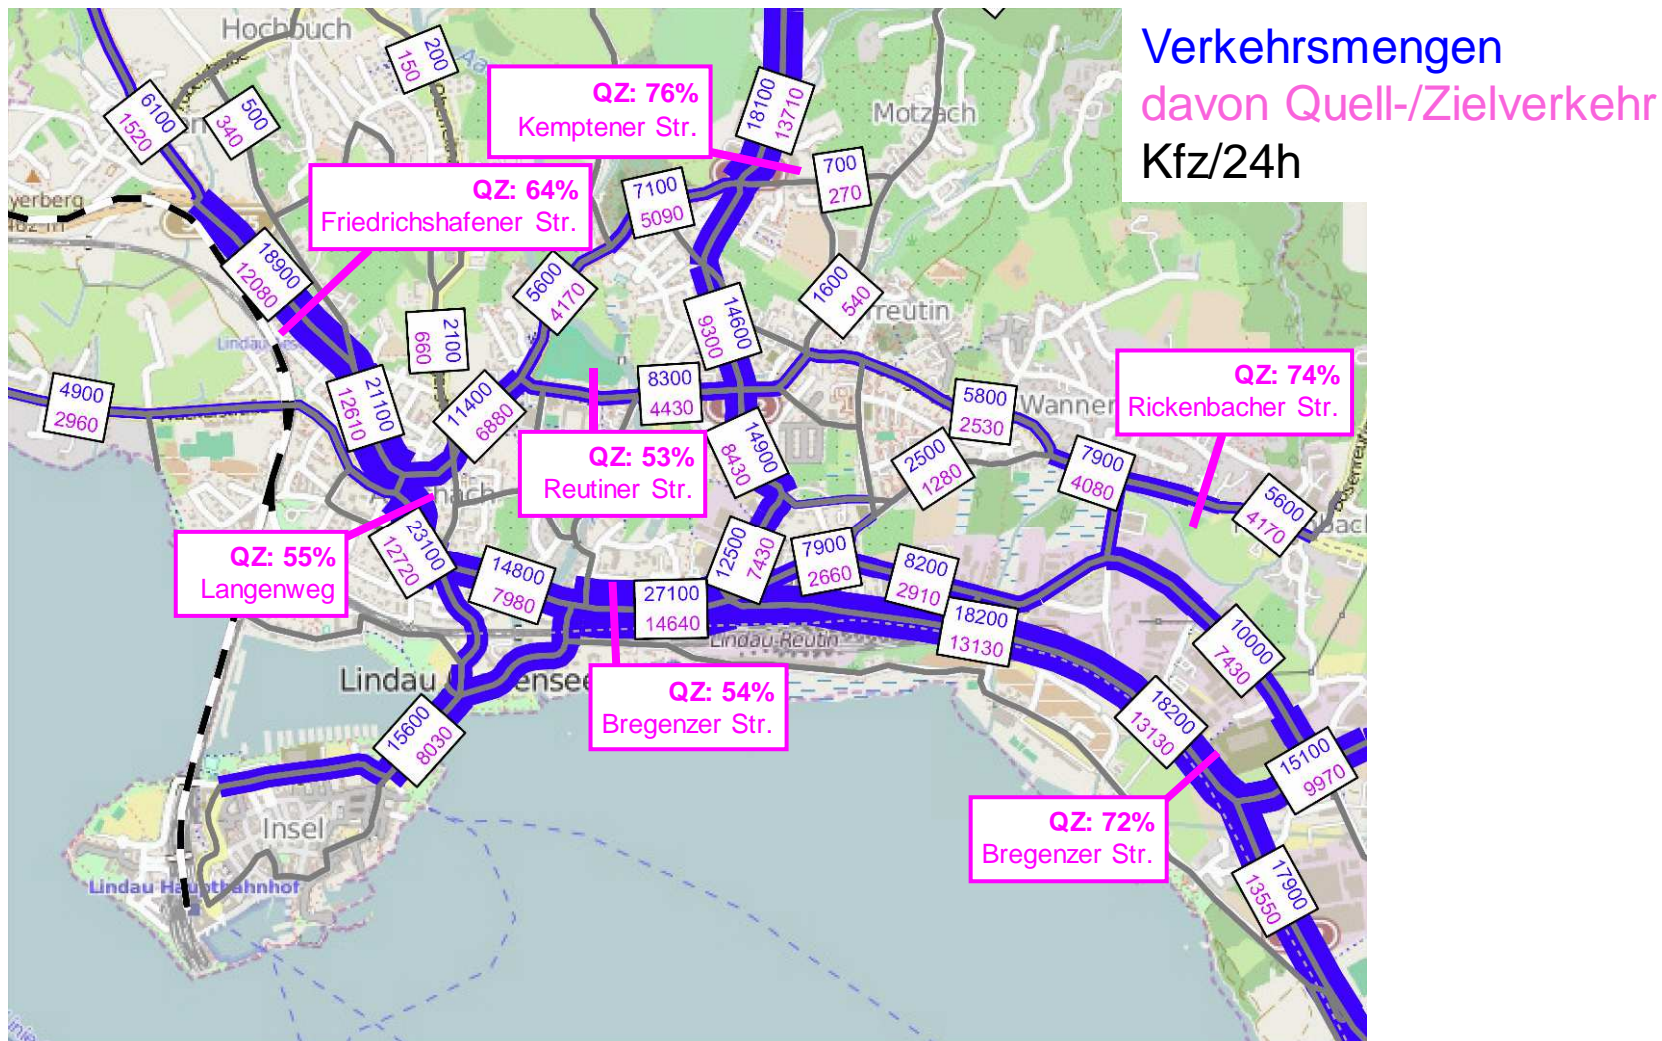 Verkehrsmengen
davon Quell-/Zielverkehr
Kfz/24h
Hochbuch
200
150
6100
1520
500
340
QZ: 76%
Kemptener Str.
18100
13710
Motzach
700
270
7100
5090
QZ: 64%
Friedrichshafener Str.
18900
12080
5600
4170
1600
540
14600
9300
2100
660
4900
2960
21100
12610
11400
6880
8300
4430
5800
2530
QZ: 74%
Rickenbacher Str.
QZ: 53%
Reutiner Str.
14900
8430
2500
1280
7900
4080
5600
4170
QZ: 55%
Langenweg
23100
12720
14800
7980
27100
14640
12500
7430
7900
2660
8200
2910
18200
13130
Lindau-Reutin
10000
7430
Lindau
QZ: 54%
Bregenzer Str.
15600
8030
18200
13130
15100
9970
Insel
QZ: 72%
Bregenzer Str.
Lindau Hauptbahnhof
17900
13550